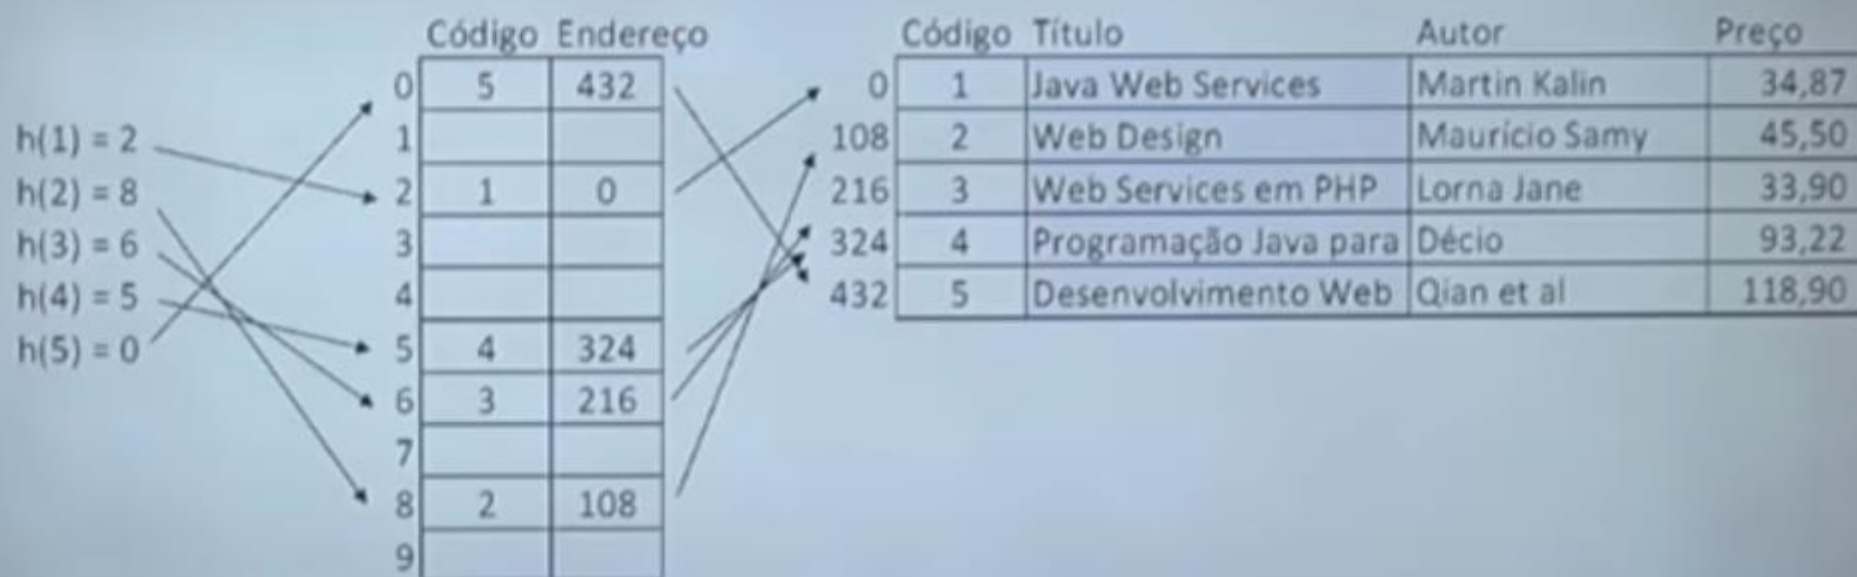 Código Endereço
0 5 432
1
2 1 0
3
4
5 4 324
6 3 216
7
8 2 108
9
h(1) = 2
h(2) = 8
h(3) = 6
h(4) = 5
h(5) = 0
Código Título Autor Preço
0 1 Java Web Services Martin Kalin 34,87
108 2 Web Design Maurício Samy 45,50
216 3 Web Services em PHP Lorna Jane 33,90
324 4 Programação Java para Décio 93,22
432 5 Desenvolvimento Web Qian et al 118,90